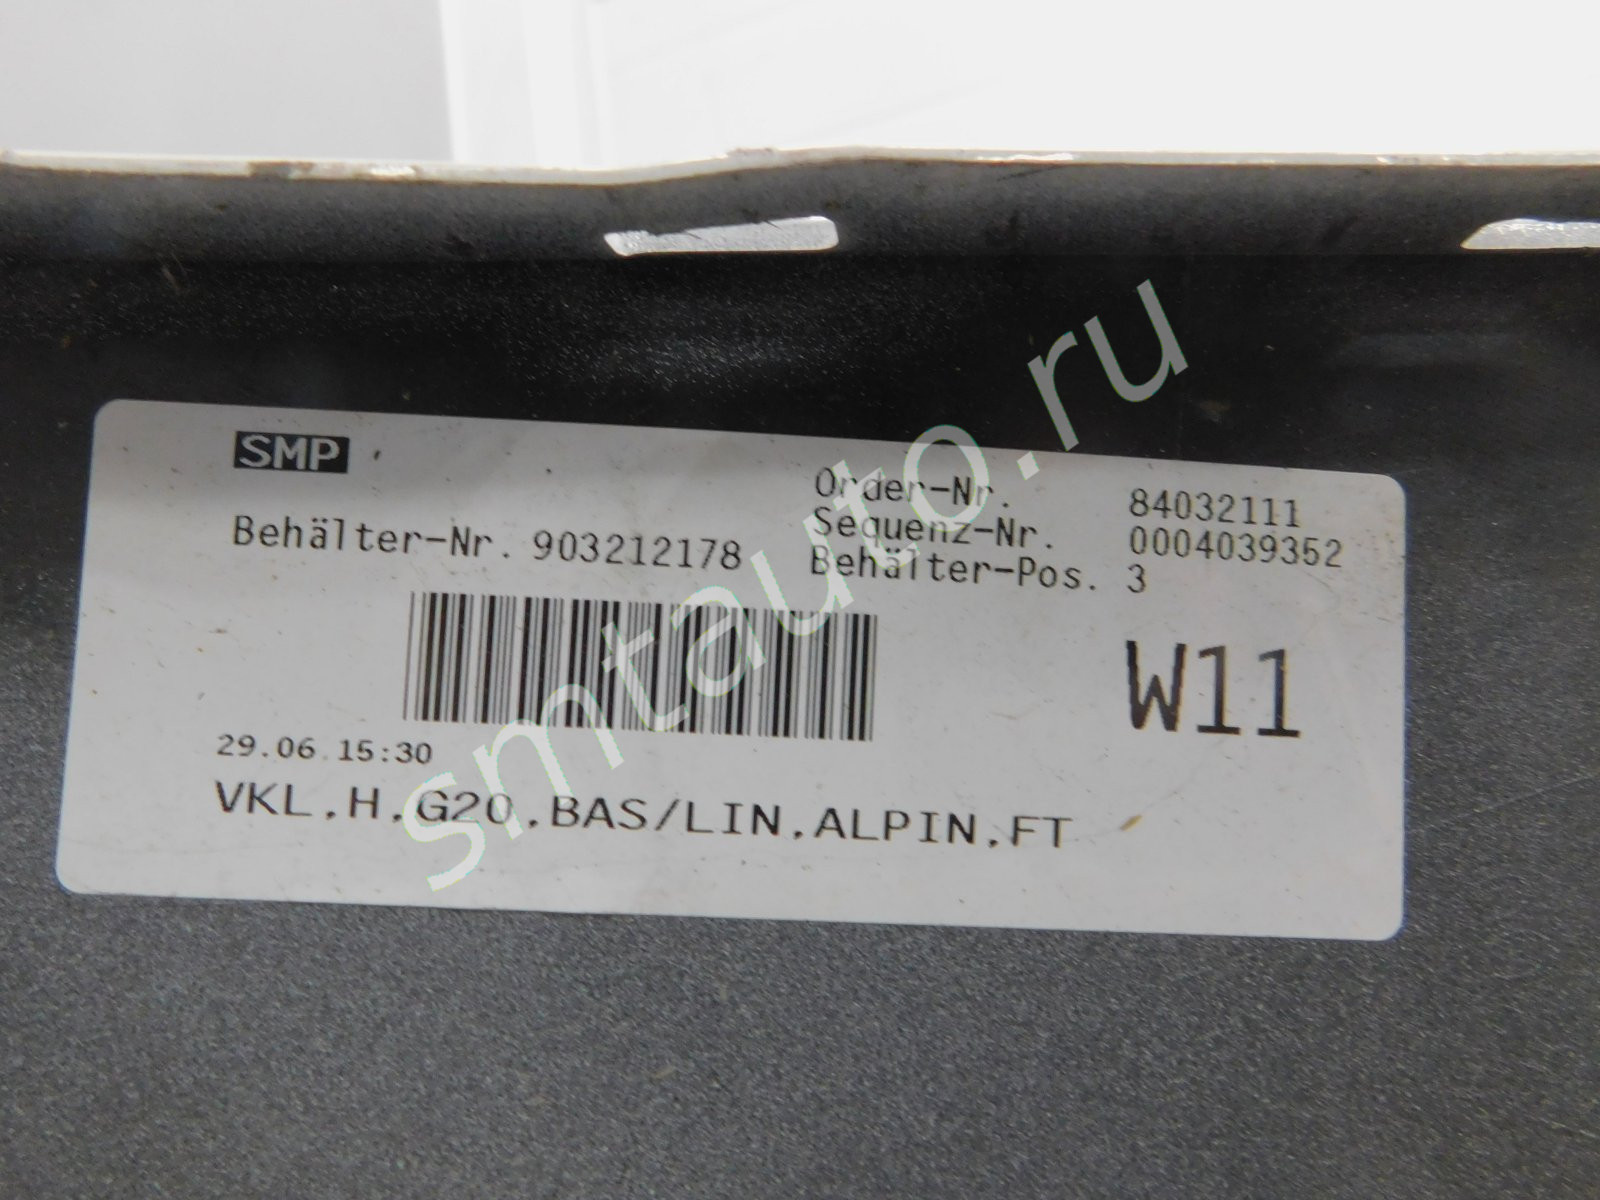 SMP
Order-Nr. 84032111
Sequenz-Nr. 0004039352
Behälter-Nr. 903212178
Behälter-Pos. 3
W11
29.06 15:30
VKL,H,G20,BAS/LIN,ALPIN,FT
smtauto.ru